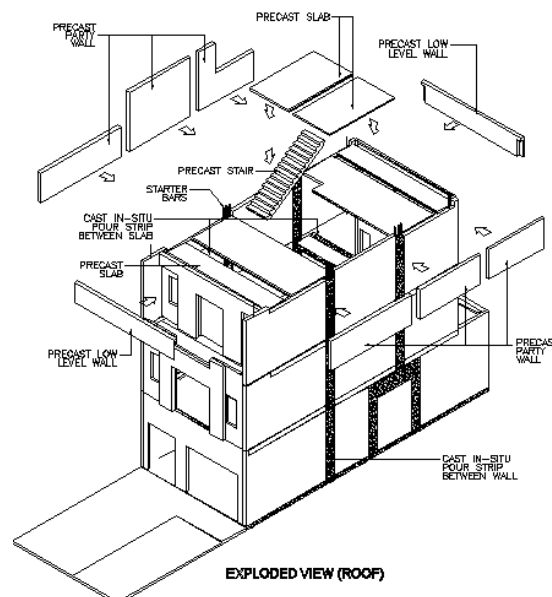 PRECAST
PARTY
WALL
PRECAST SLAB
PRECAST LOW
LEVEL WALL
PRECAST STAIR
STARTER
BARS
CAST IN-SITU
POUR STRIP
BETWEEN SLAB
PRECAST
SLAB
PRECAST LOW
LEVEL WALL
PRECAS
PARTY
WALL
CAST IN-SITU
POUR STRIP
BETWEEN WALL
EXPLODED VIEW (ROOF)